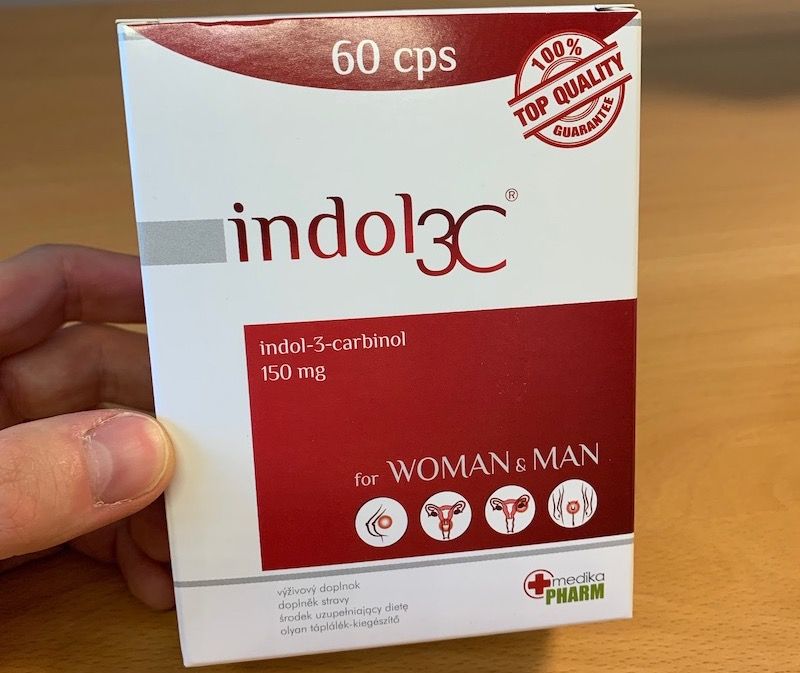 60 cps
100%
TOP QUALITY
GUARANTEE
indol3C®
indol-3-carbinol
150 mg
for WOMAN & MAN
výživový doplnok
doplněk stravy
środek uzupełniający dietę
olyan táplálék-kiegészítő
medika
PHARM